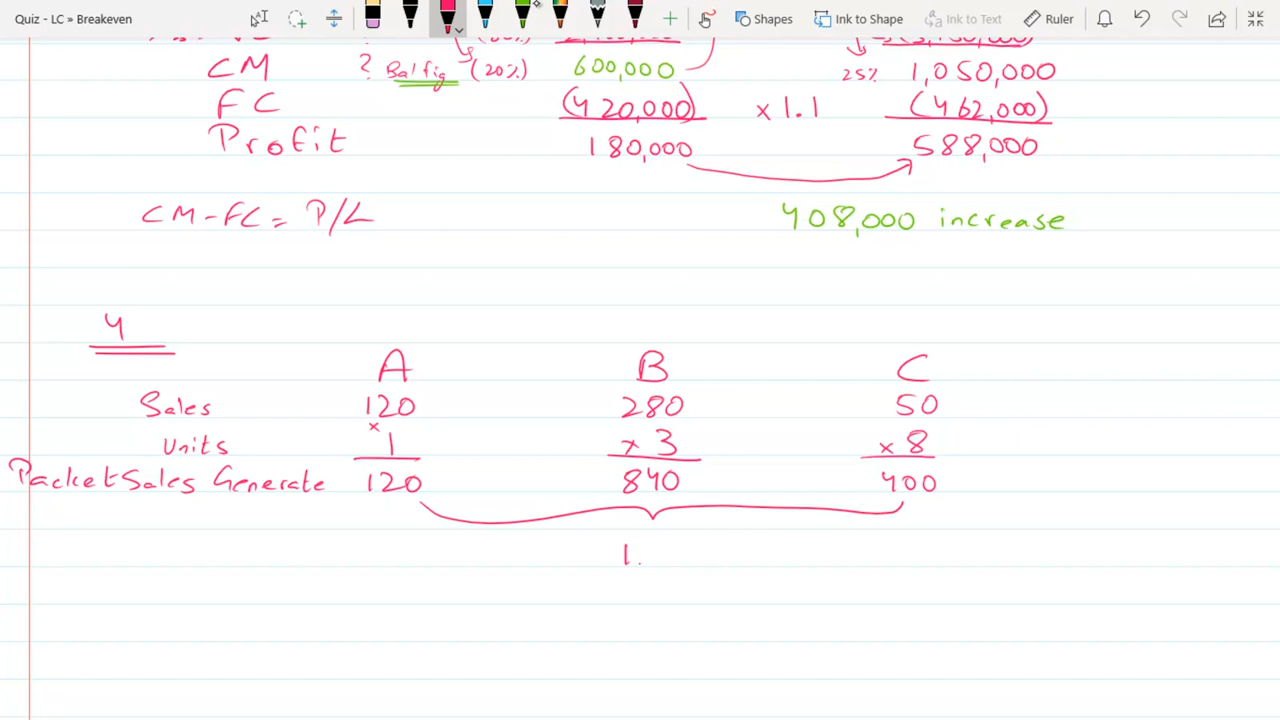 Quiz - LC » Breakeven
Shapes
Ink to Shape
Ink to Text
Ruler
CM ? Bal fig (20%) 600,000 25% 1,050,000
FC (420,000) x 1.1 (462,000)
Profit 180,000 588,000
CM - FC = P/L 408,000 increase
4
A B C
Sales 120 280 50
Units x 1 x 3 x 8
Packet Sales Generate 120 840 400
1.